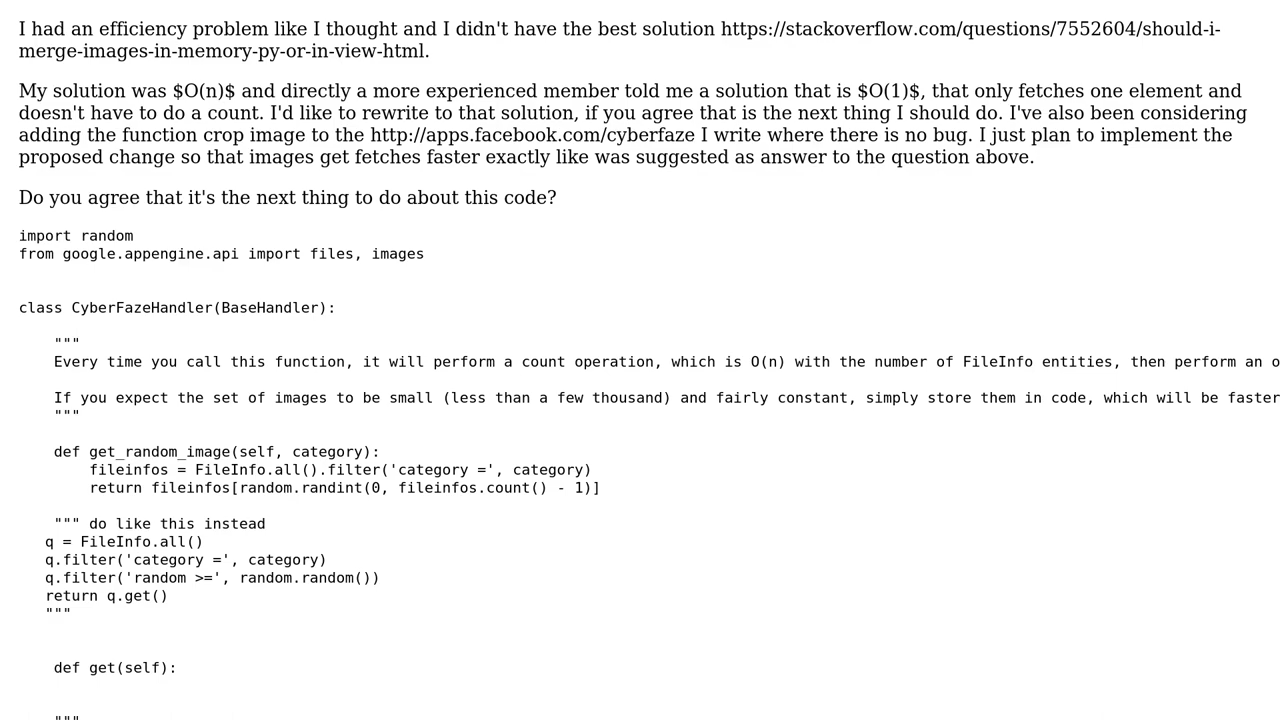 I had an efficiency problem like I thought and I didn't have the best solution https://stackoverflow.com/questions/7552604/should-i-
merge-images-in-memory-py-or-in-view-html.
My solution was $O(n)$ and directly a more experienced member told me a solution that is $O(1)$, that only fetches one element and
doesn't have to do a count. I'd like to rewrite to that solution, if you agree that is the next thing I should do. I've also been considering
adding the function crop image to the http://apps.facebook.com/cyberfaze I write where there is no bug. I just plan to implement the
proposed change so that images get fetches faster exactly like was suggested as answer to the question above.
Do you agree that it's the next thing to do about this code?
import random
from google.appengine.api import files, images
class CyberFazeHandler(BaseHandler):
    """
    Every time you call this function, it will perform a count operation, which is O(n) with the number of FileInfo entities, then perform an o
    If you expect the set of images to be small (less than a few thousand) and fairly constant, simply store them in code, which will be faster
    """
    def get_random_image(self, category):
        fileinfos = FileInfo.all().filter('category =', category)
        return fileinfos[random.randint(0, fileinfos.count() - 1)]
    """ do like this instead
   q = FileInfo.all()
   q.filter('category =', category)
   q.filter('random >=', random.random())
   return q.get()
   """
    def get(self):
    """